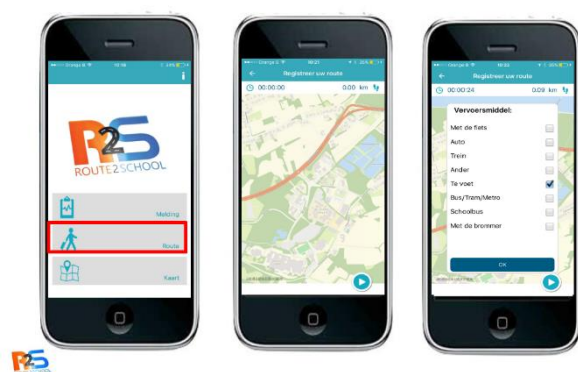 R2S
ROUTE2SCHOOL
Melding
Route
Kaart
Registreer uw route
00:00:00
0.00 km
Registreer uw route
00:00:34
0.09 km
Vervoersmiddel:
Met de fiets
Auto
Trein
Ander
Te voet
Bus/Tram/Metro
Schoolbus
Met de brommer
OK
R2S